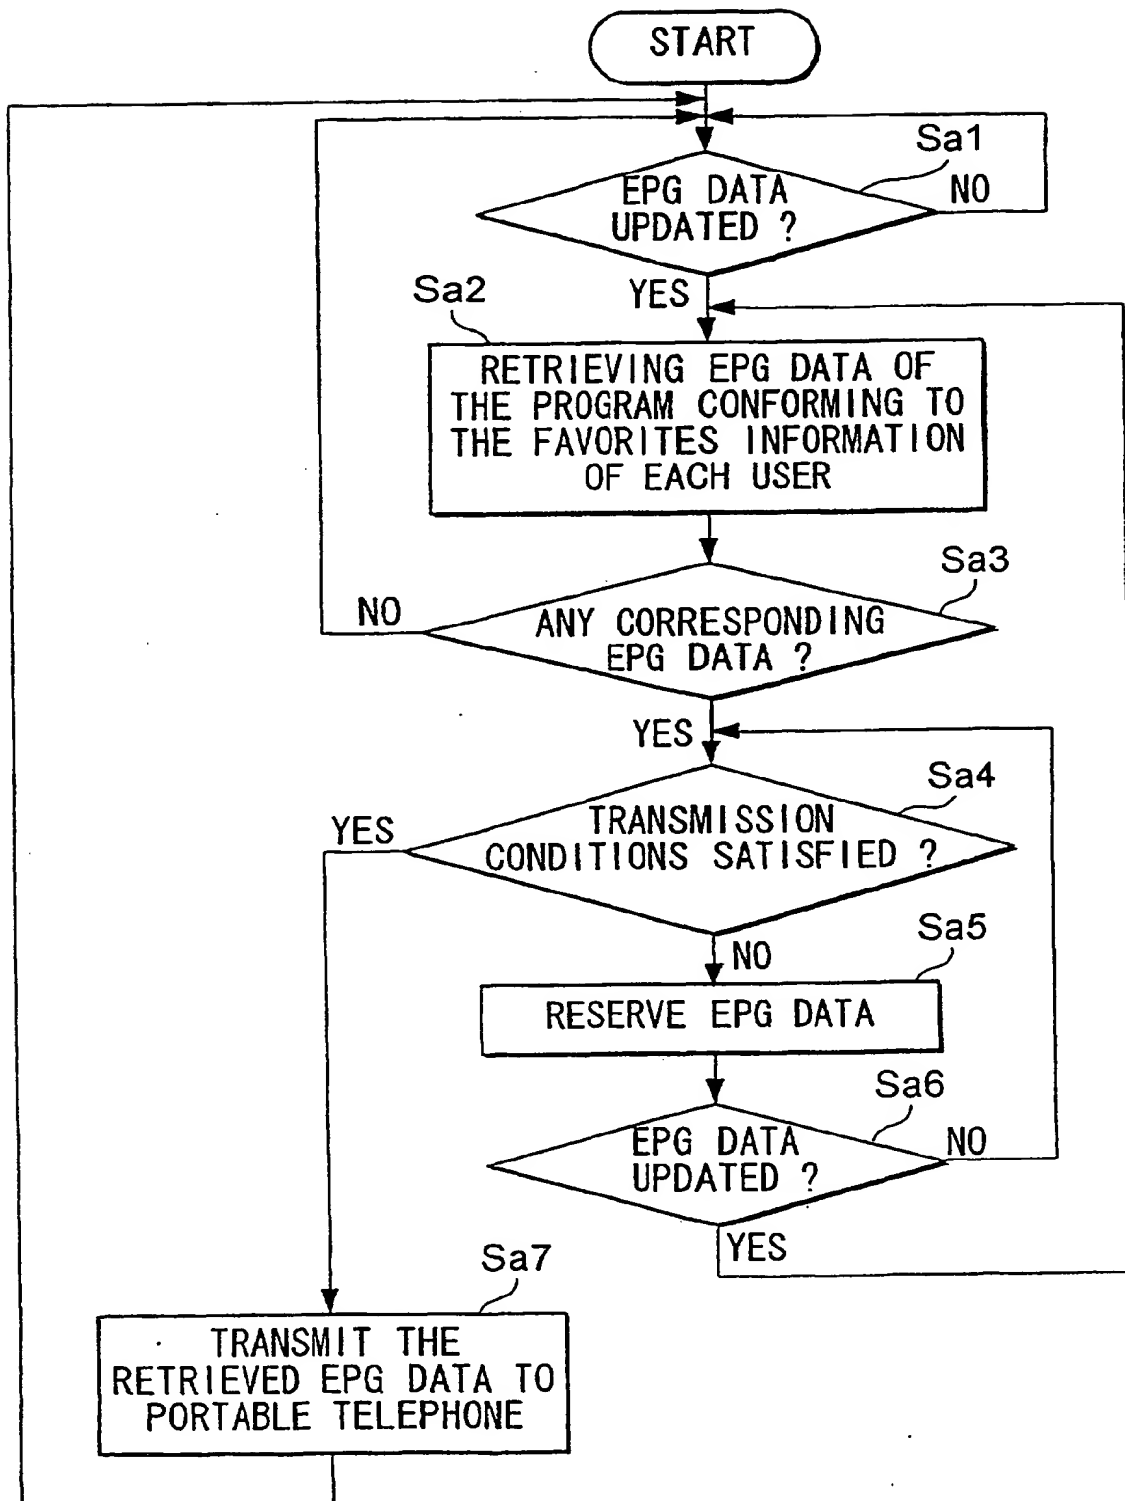 START
Sa1
EPG DATA
UPDATED ?
NO
YES
Sa2
RETRIEVING EPG DATA OF
THE PROGRAM CONFORMING TO
THE FAVORITES INFORMATION
OF EACH USER
Sa3
NO
ANY CORRESPONDING
EPG DATA ?
YES
Sa4
YES
TRANSMISSION
CONDITIONS SATISFIED ?
NO
Sa5
RESERVE EPG DATA
Sa6
EPG DATA
UPDATED ?
NO
YES
Sa7
TRANSMIT THE
RETRIEVED EPG DATA TO
PORTABLE TELEPHONE